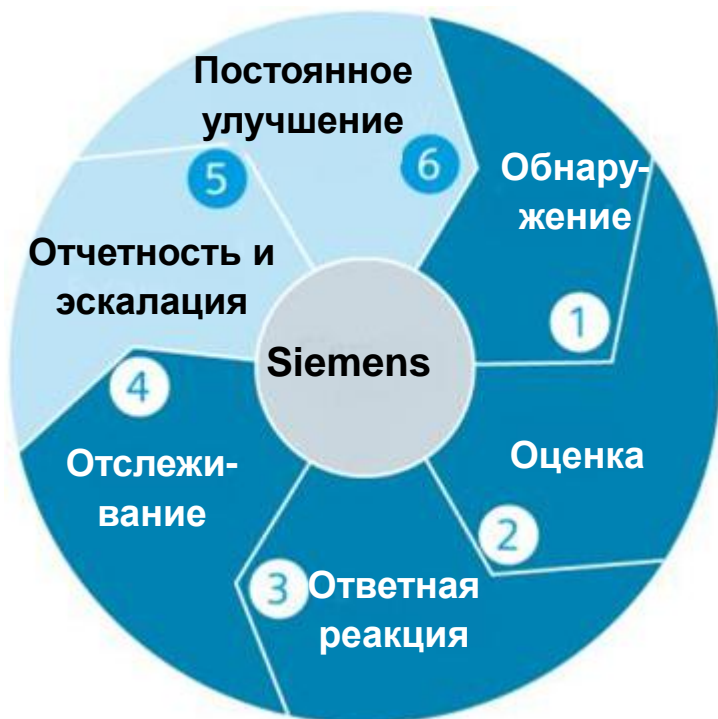 Постоянное
улучшение
6
Обнару-
жение
1
Оценка
2
Ответная
реакция
3
Отслежи-
вание
4
Отчетность и
эскалация
5
Siemens